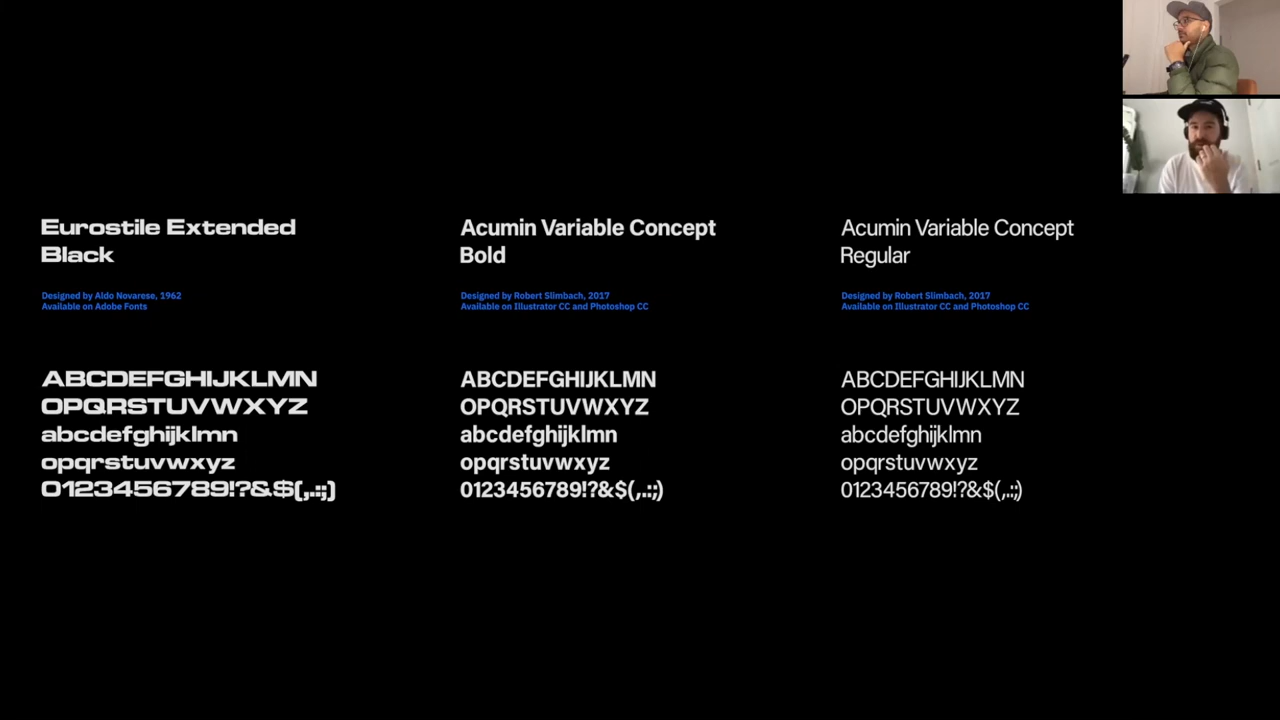 Eurostile Extended
Black
Designed by Aldo Novarese, 1962
Available on Adobe Fonts
ABCDEFGHIJKLMN
OPQRSTUVWXYZ
abcdefghijklmn
opqrstuvwxyz
0123456789!?&$(,.:;)
Acumin Variable Concept
Bold
Designed by Robert Slimbach, 2017
Available on Illustrator CC and Photoshop CC
ABCDEFGHIJKLMN
OPQRSTUVWXYZ
abcdefghijklmn
opqrstuvwxyz
0123456789!?&$(,.:;)
Acumin Variable Concept
Regular
Designed by Robert Slimbach, 2017
Available on Illustrator CC and Photoshop CC
ABCDEFGHIJKLMN
OPQRSTUVWXYZ
abcdefghijklmn
opqrstuvwxyz
0123456789!?&$(,.:;)